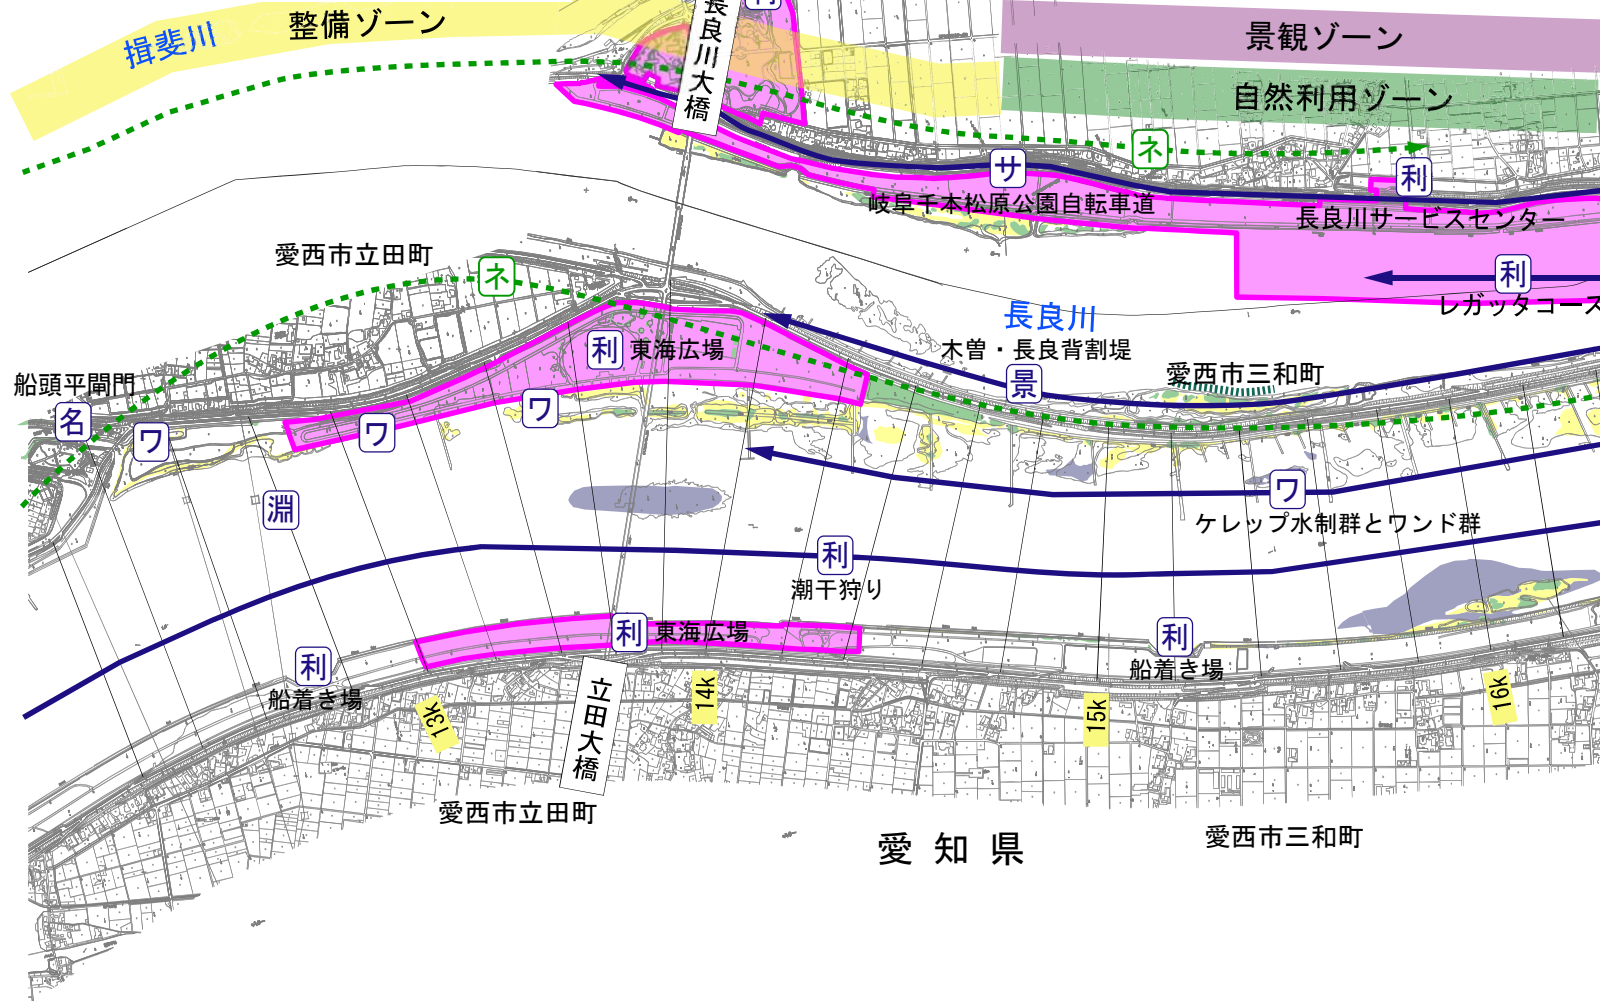 利
揖斐川
整備ゾーン
長良川大橋
景観ゾーン
自然利用ゾーン
ネ
サ
利
岐阜千本松原公園自転車道
長良川サービスセンター
愛西市立田町
ネ
利
レガッタコース
長良川
木曽・長良背割堤
利
東海広場
景
愛西市三和町
船頭平閘門
名
ワ
ワ
ワ
淵
ワ
ケレップ水制群とワンド群
利
潮干狩り
利
東海広場
利
船着き場
利
船着き場
13k
14k
15k
16k
立田大橋
愛西市立田町
愛知県
愛西市三和町